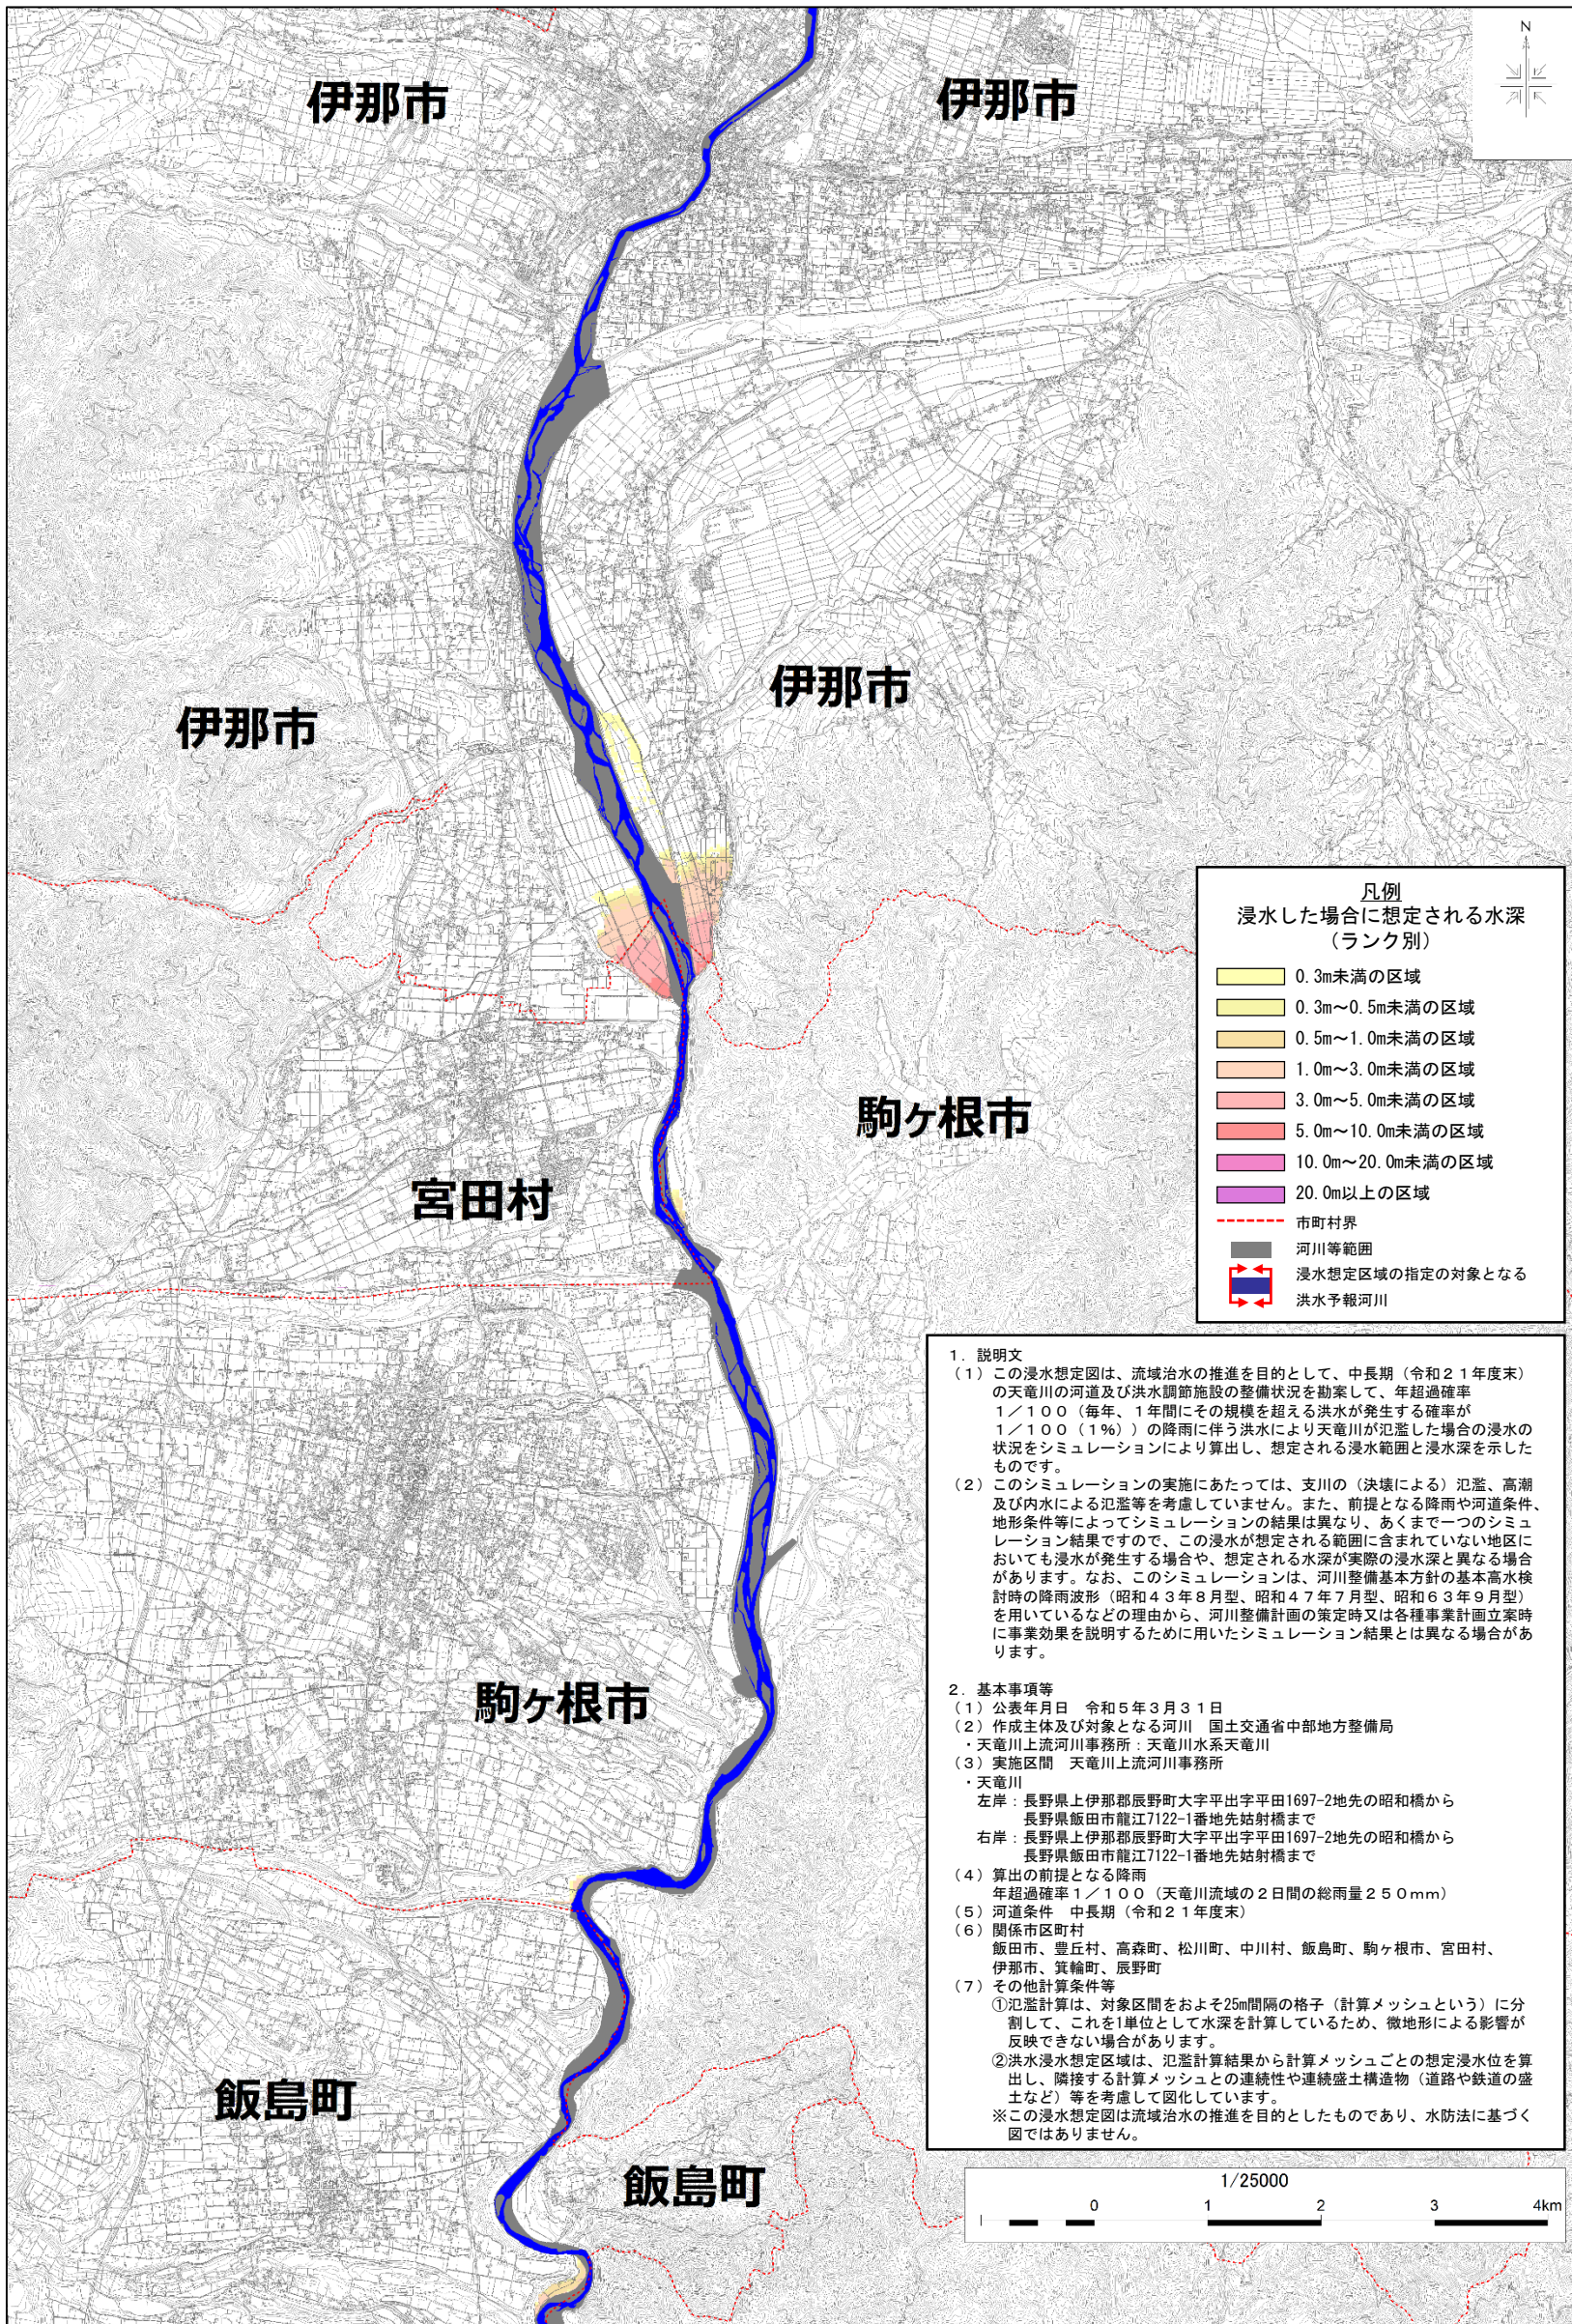 N
伊那市
伊那市
伊那市
伊那市
駒ヶ根市
宮田村
駒ヶ根市
飯島町
飯島町
凡例
浸水した場合に想定される水深
（ランク別）
0.3m未満の区域
0.3m～0.5m未満の区域
0.5m～1.0m未満の区域
1.0m～3.0m未満の区域
3.0m～5.0m未満の区域
5.0m～10.0m未満の区域
10.0m～20.0m未満の区域
20.0m以上の区域
市町村界
河川等範囲
浸水想定区域の指定の対象となる
洪水予報河川
１．説明文
（１）この浸水想定図は、流域治水の推進を目的として、中長期（令和２１年度末）
の天竜川の河道及び洪水調節施設の整備状況を勘案して、年超過確率
１／１００（毎年、１年間にその規模を超える洪水が発生する確率が
１／１００（１％））の降雨に伴う洪水により天竜川が氾濫した場合の浸水の
状況をシミュレーションにより算出し、想定される浸水範囲と浸水深を示した
ものです。
（２）このシミュレーションの実施にあたっては、支川の（決壊による）氾濫、高潮
及び内水による氾濫等を考慮していません。また、前提となる降雨や河道条件、
地形条件等によってシミュレーションの結果は異なり、あくまで一つのシミュ
レーション結果ですので、この浸水が想定される範囲に含まれていない地区に
おいても浸水が発生する場合や、想定される水深が実際の浸水深と異なる場合
があります。なお、このシミュレーションは、河川整備基本方針の基本高水検
討時の降雨波形（昭和４３年８月型、昭和４７年７月型、昭和６３年９月型）
を用いているなどの理由から、河川整備計画の策定時又は各種事業計画立案時
に事業効果を説明するために用いたシミュレーション結果とは異なる場合があ
ります。
２．基本事項等
（１）公表年月日　令和５年３月３１日
（２）作成主体及び対象となる河川　国土交通省中部地方整備局
・天竜川上流河川事務所：天竜川水系天竜川
（３）実施区間　天竜川上流河川事務所
・天竜川
左岸：長野県上伊那郡辰野町大字平出字平田1697-2地先の昭和橋から
長野県飯田市龍江7122-1番地先姑射橋まで
右岸：長野県上伊那郡辰野町大字平出字平田1697-2地先の昭和橋から
長野県飯田市龍江7122-1番地先姑射橋まで
（４）算出の前提となる降雨
年超過確率１／１００（天竜川流域の２日間の総雨量２５０ｍｍ）
（５）河道条件　中長期（令和２１年度末）
（６）関係市区町村
飯田市、豊丘村、高森町、松川町、中川村、飯島町、駒ヶ根市、宮田村、
伊那市、箕輪町、辰野町
（７）その他計算条件等
①氾濫計算は、対象区間をおよそ25m間隔の格子（計算メッシュという）に分
割して、これを1単位として水深を計算しているため、微地形による影響が
反映できない場合があります。
②洪水浸水想定区域は、氾濫計算結果から計算メッシュごとの想定浸水位を算
出し、隣接する計算メッシュとの連続性や連続盛土構造物（道路や鉄道の盛
土など）等を考慮して図化しています。
※この浸水想定図は流域治水の推進を目的としたものであり、水防法に基づく
図ではありません。
1/25000
0 1 2 3 4km